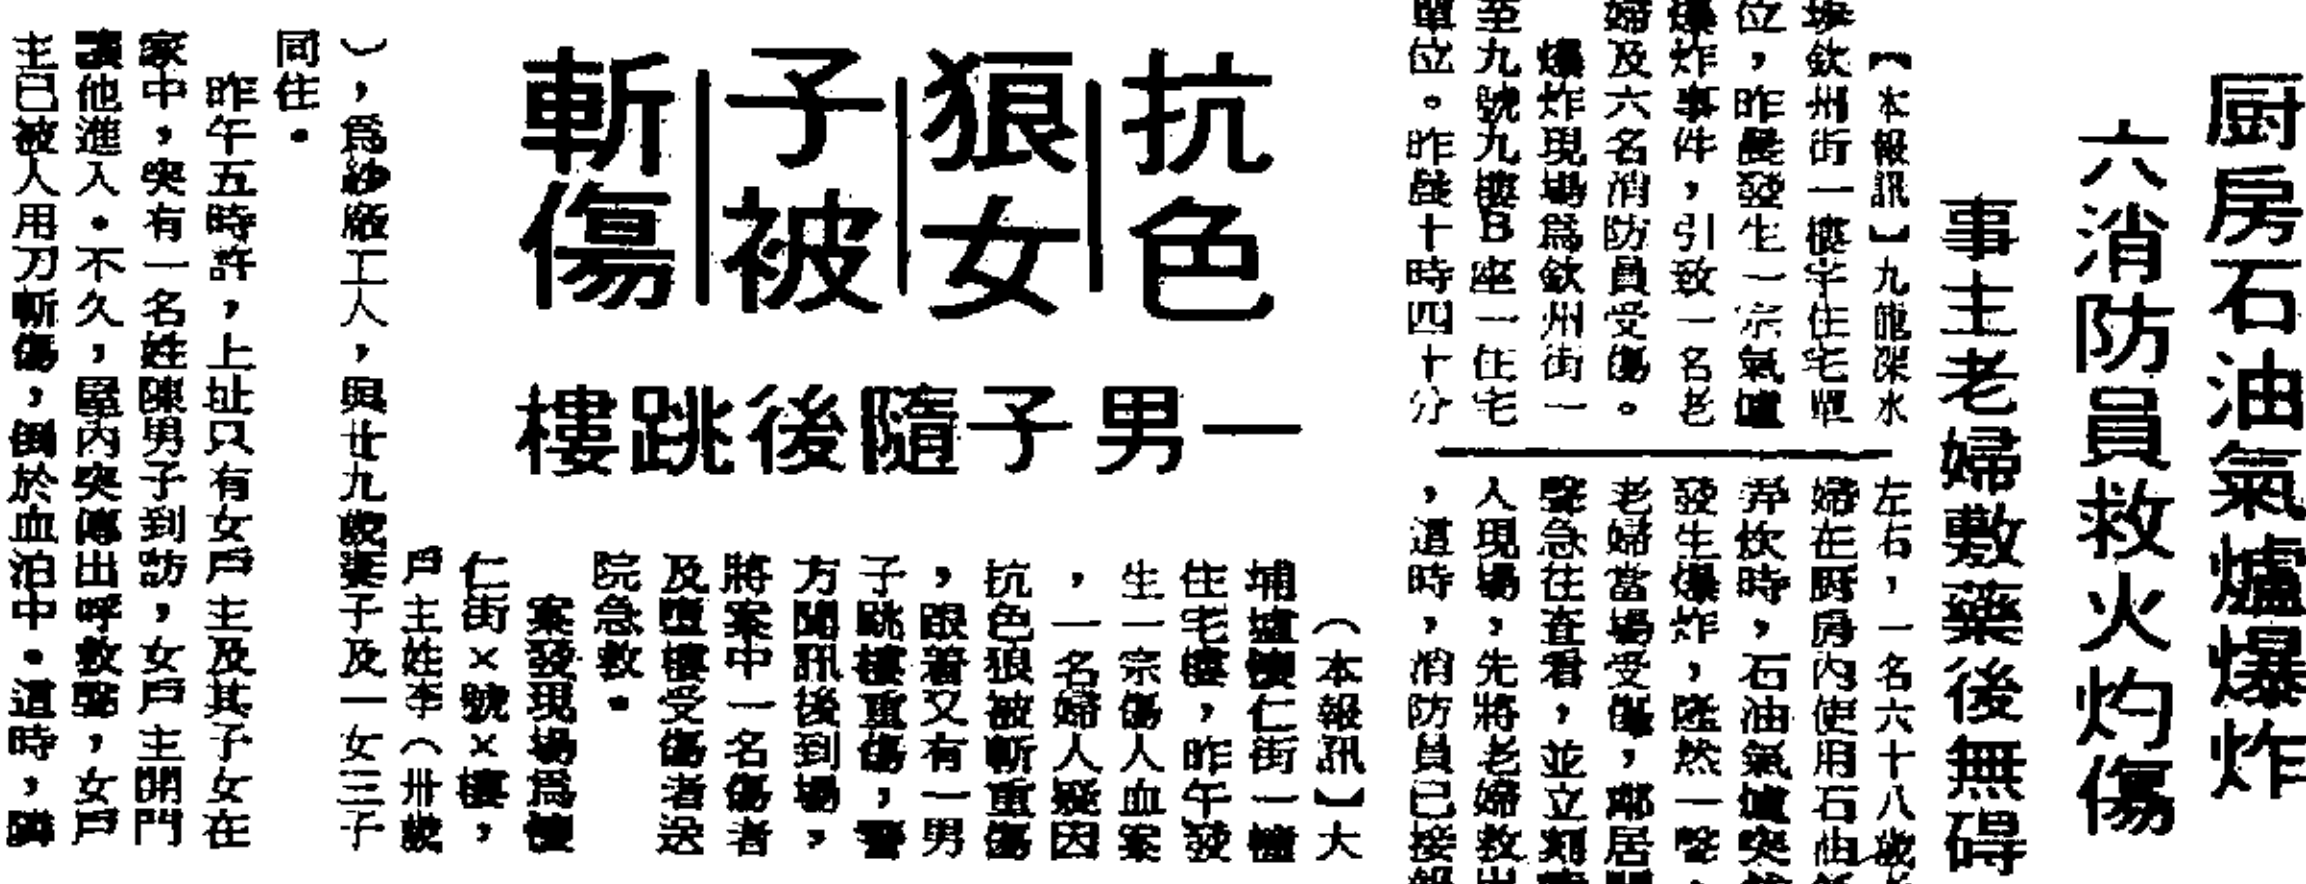 厨房石油氣爐爆炸
六消防員救火灼傷
事主老婦敷藥後無碍
【本報訊】九龍深水
埗欽州街一樓宇住宅單
位，昨晨發生一宗氣爐
爆炸事件，引致一名老
婦及六名消防員受傷。
爆炸現場爲欽州街一
至九號九樓B座一住宅
單位。昨晨十時四十分
左右，一名六十八歲
婦在厨房內使用石油
弄炊時，石油氣爐突
發生爆炸，隆然一聲，
老婦當場受傷，鄰居
聲急往查看，並立刻
人現場，先將老婦救出
，這時，消防員已接報
抗色
狼女
子被
斬傷
一男子隨後跳樓
（本報訊】大
埔墟懷仁街一幢
住宅樓，昨午發
生一宗傷人血案
，一名婦人疑因
抗色狼被斬重傷
，跟着又有一男
子跳樓重傷，警
方聞訊後到場，
將案中一名傷者
及墮樓受傷者送
院急救。
案發現場爲懷
仁街×號×樓，
戶主姓李（卅歲
），爲紗廠工人，與廿九歲妻子及一女三子
同住。
昨午五時許，上址只有女戶主及其子女在
家中，突有一名姓陳男子到訪，女戶主開門
讓他進入。不久，屋內突傳出呼救聲，女戶
主已被人用刀斬傷，倒於血泊中。這時，鄰